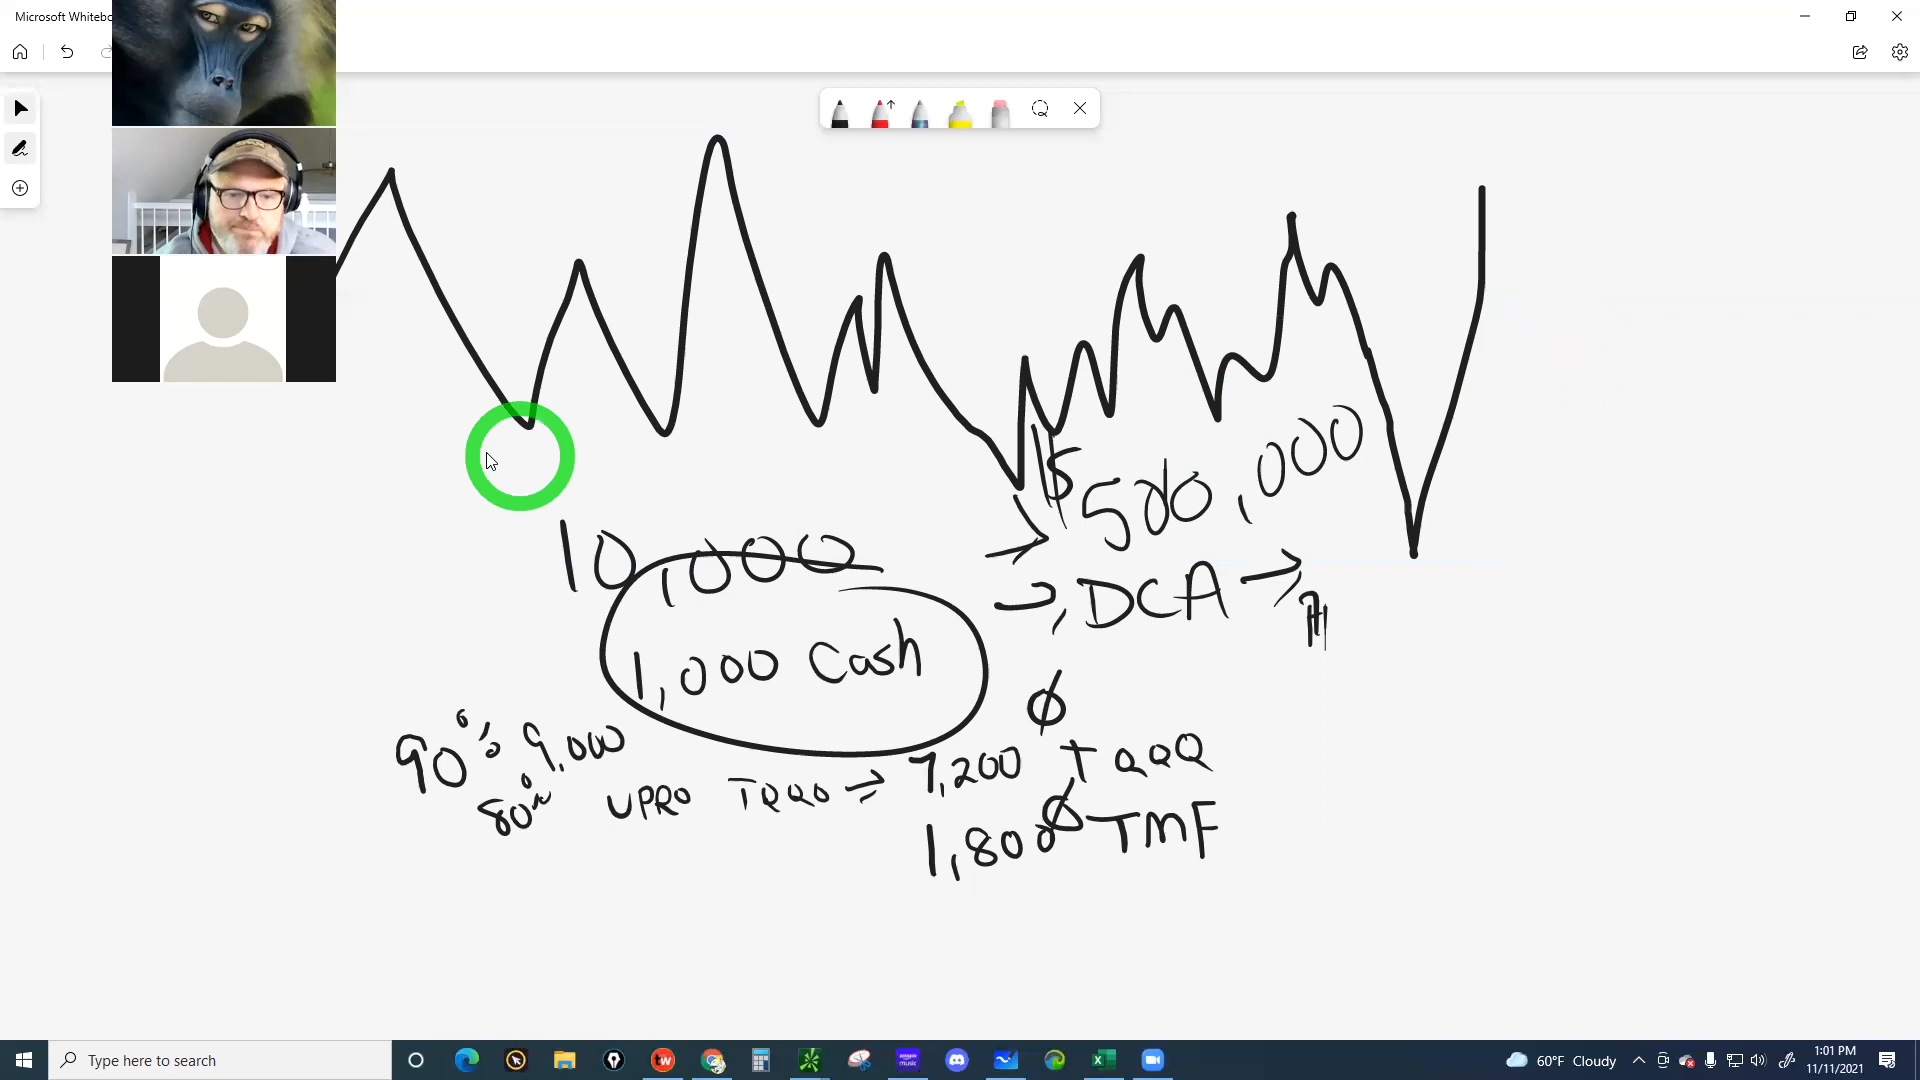 Microsoft Whitebo
$500,000
10,000
DCA
1,000 Cash
90% 9,000
7,200 TQQQ
80% UPRO TQQQ
1,800 TMF
Type here to search
60°F Cloudy
1:01 PM
11/11/2021